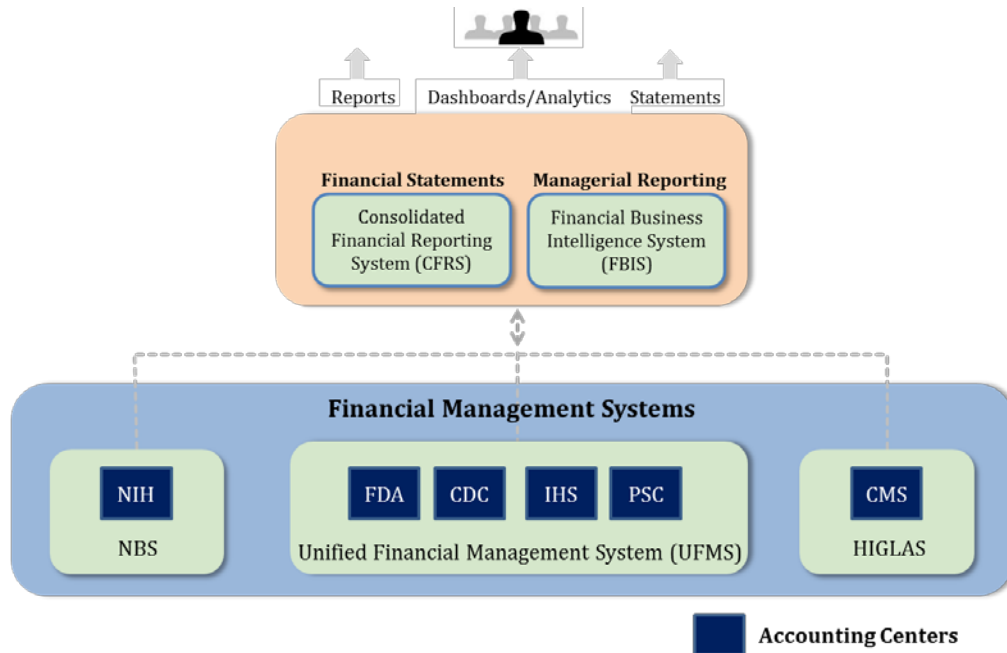 Reports Dashboards/Analytics Statements
Financial Statements
Managerial Reporting
Consolidated
Financial Reporting
System (CFRS)
Financial Business
Intelligence System
(FBIS)
Financial Management Systems
NIH
NBS
FDA CDC IHS PSC
Unified Financial Management System (UFMS)
CMS
HIGLAS
Accounting Centers